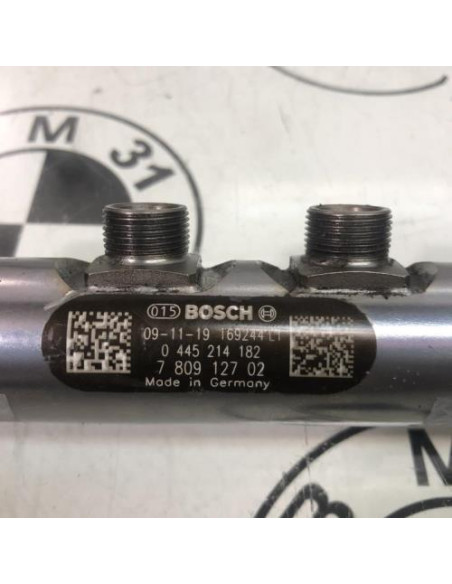 M 31
015 BOSCH
09-11-19 169244 L1
0 445 214 182
7 809 127 02
Made in Germany
M